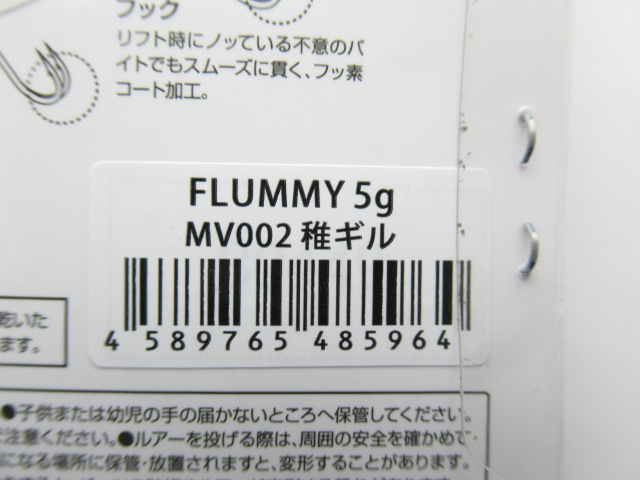 フック
リフト時にノッている不意のバ
イトでもスムーズに貫く、フッ素
コート加工。
FLUMMY 5g
MV002 稚ギル
4 589765 485964
乾いた
ます。
●子供または幼児の手の届かないところへ保管してください。
注意ください。●ルアーを投げる際は、周囲の安全を確かめて
になる場所に保管・放置されますと、変形することがあります。